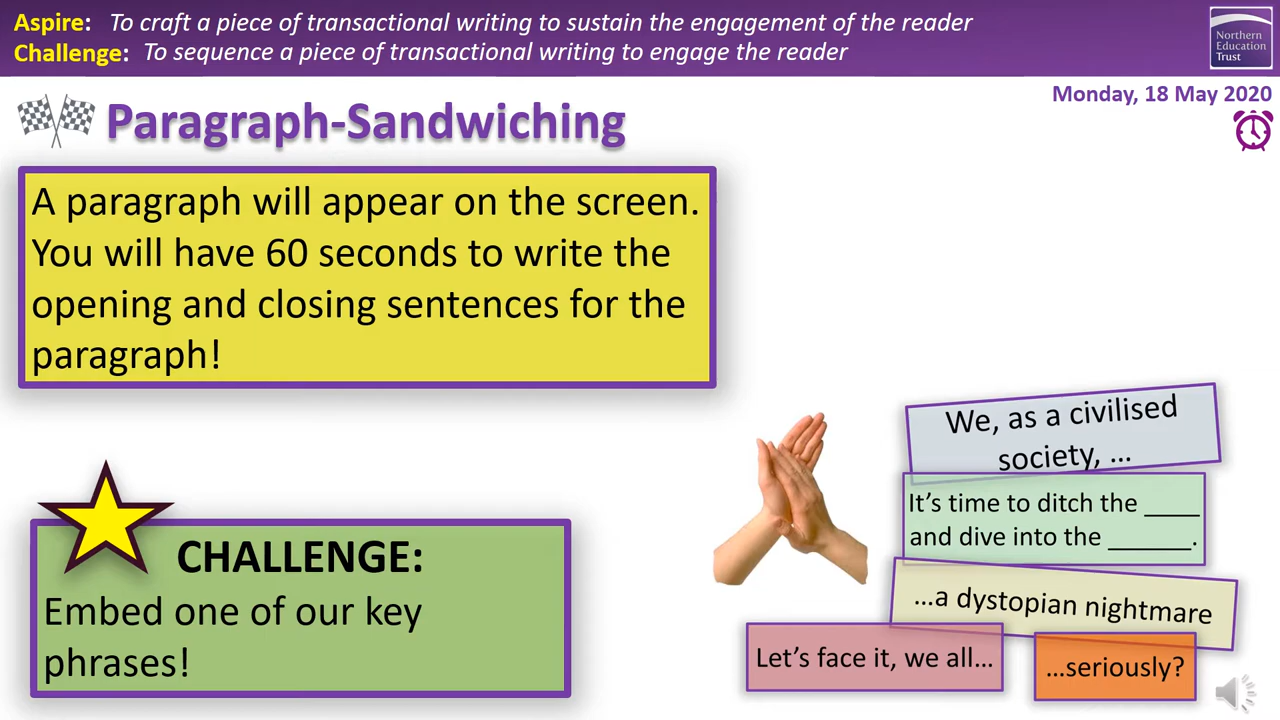 Aspire: To craft a piece of transactional writing to sustain the engagement of the reader
Challenge: To sequence a piece of transactional writing to engage the reader
Northern
Education
Trust
Monday, 18 May 2020
Paragraph-Sandwiching
A paragraph will appear on the screen.
You will have 60 seconds to write the
opening and closing sentences for the
paragraph!
CHALLENGE:
Embed one of our key
phrases!
We, as a civilised
society, ...
It’s time to ditch the ____
and dive into the ______.
...a dystopian nightmare
Let’s face it, we all...
...seriously?